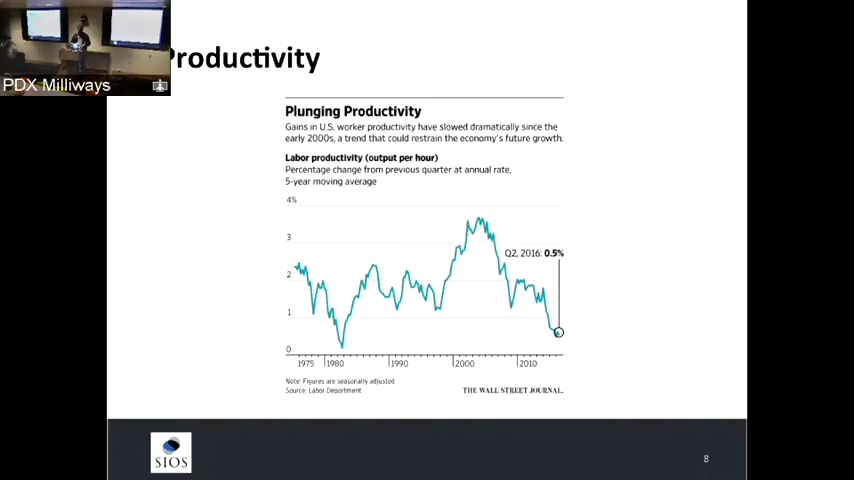 PDX Milliways
Productivity
Plunging Productivity
Gains in U.S. worker productivity have slowed dramatically since the
early 2000s, a trend that could restrain the economy's future growth.
Labor productivity (output per hour)
Percentage change from previous quarter at annual rate,
5-year moving average
4%
3
Q2, 2016: 0.5%
2
1
0
1975 1980 1990 2000 2010
Note: Figures are seasonally adjusted
Source: Labor Department
THE WALL STREET JOURNAL.
SIOS
8